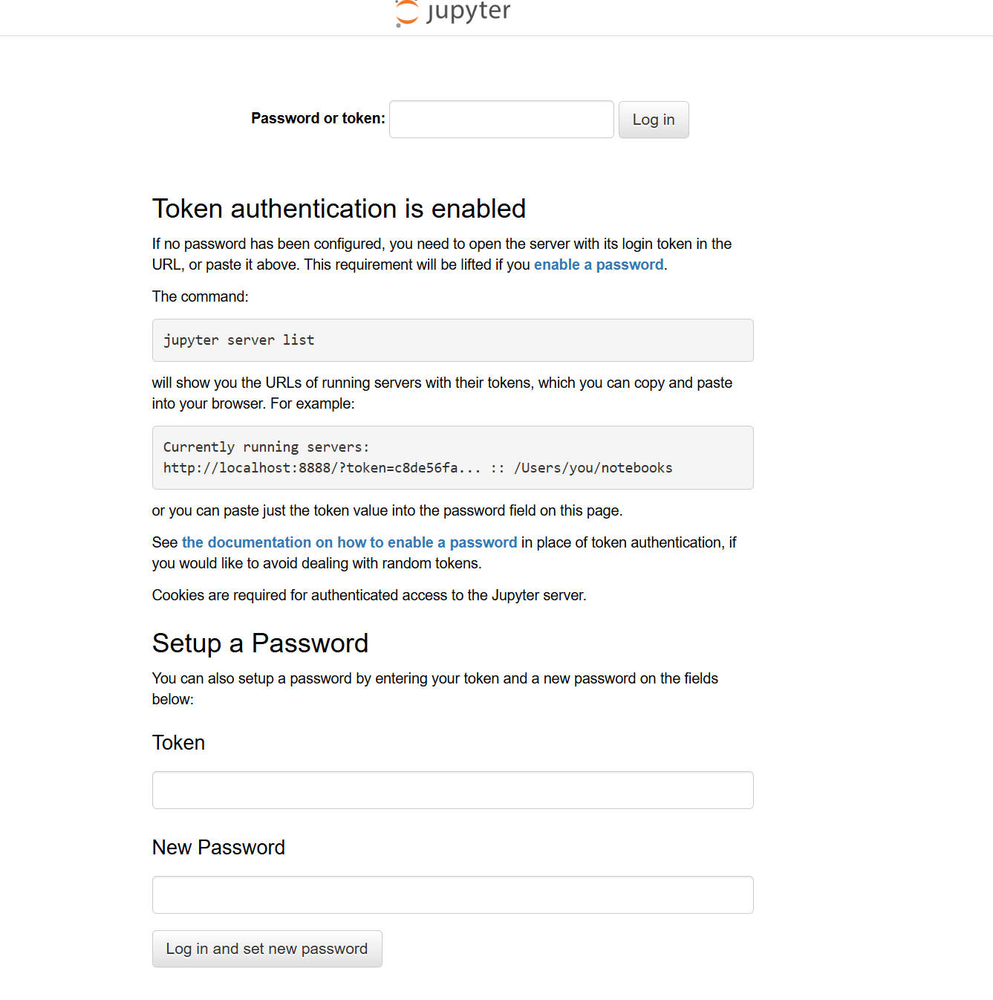 jupyter
Password or token:
Log in
Token authentication is enabled
If no password has been configured, you need to open the server with its login token in the
URL, or paste it above. This requirement will be lifted if you enable a password.
The command:
jupyter server list
will show you the URLs of running servers with their tokens, which you can copy and paste
into your browser. For example:
Currently running servers:
http://localhost:8888/?token=c8de56fa... :: /Users/you/notebooks
or you can paste just the token value into the password field on this page.
See the documentation on how to enable a password in place of token authentication, if
you would like to avoid dealing with random tokens.
Cookies are required for authenticated access to the Jupyter server.
Setup a Password
You can also setup a password by entering your token and a new password on the fields
below:
Token
New Password
Log in and set new password